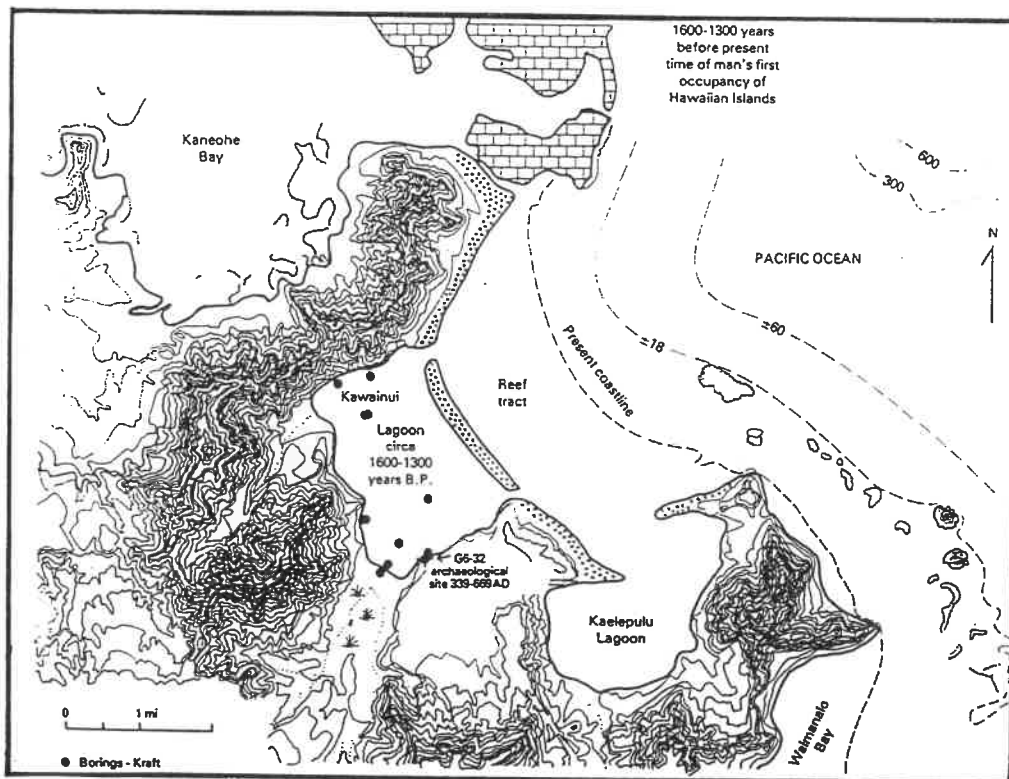 1600-1300 years
before present
time of man's first
occupancy of
Hawaiian Islands
Kaneohe
Bay
600
300
N
PACIFIC OCEAN
±60
±18
Present coastline
Reef
tract
Kawainui
Lagoon
circa
1600-1300
years B.P.
G6-32
archaeological
site 339-669AD
Kaelepulu
Lagoon
Waimanalo
Bay
0 1 mi
Borings - Kraft